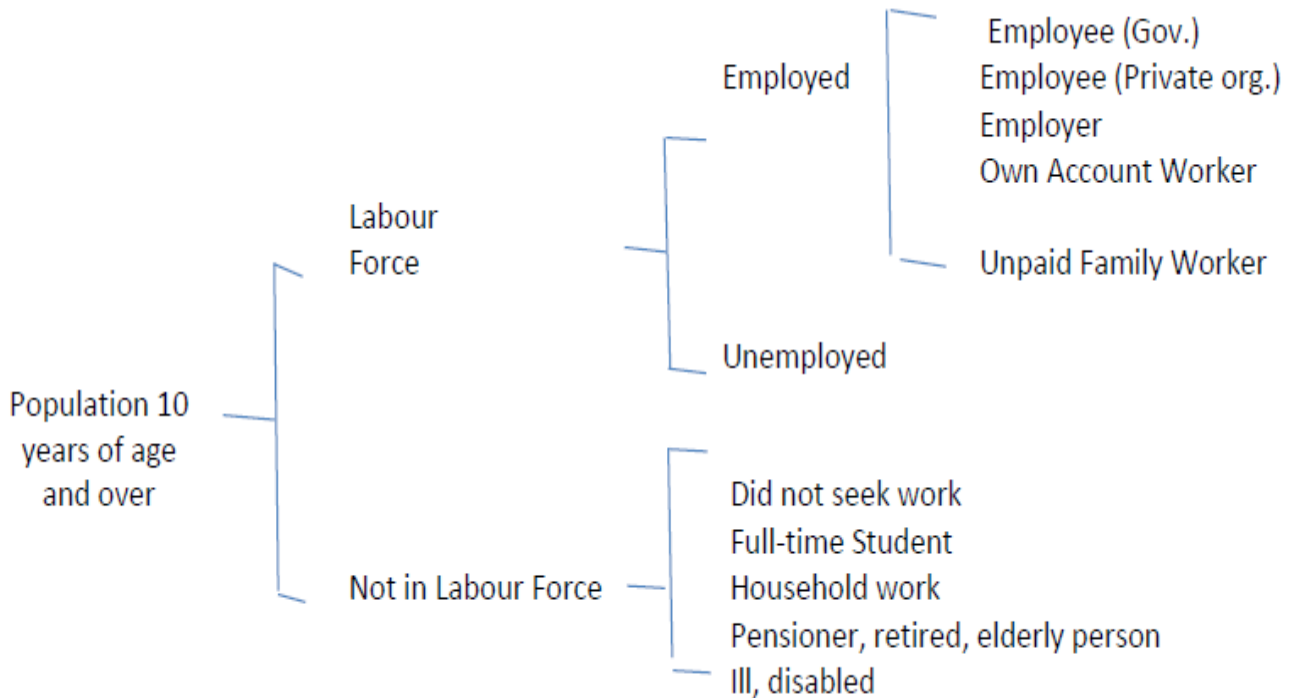 Employee (Gov.)
Employed
Employee (Private org.)
Employer
Own Account Worker
Labour
Force
Unpaid Family Worker
Unemployed
Population 10
years of age
and over
Did not seek work
Full-time Student
Household work
Not in Labour Force
Pensioner, retired, elderly person
Ill, disabled